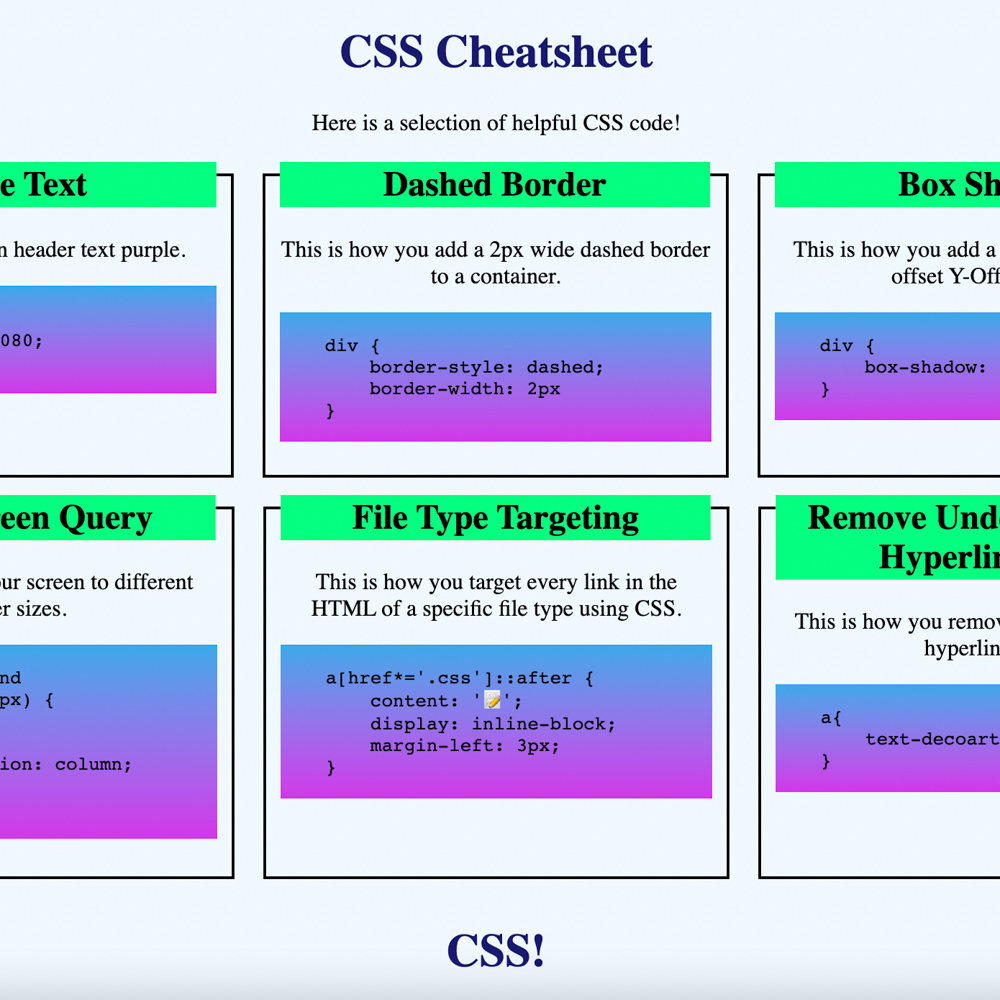 CSS Cheatsheet
Here is a selection of helpful CSS code!
e Text
n header text purple.
080;
Dashed Border
This is how you add a 2px wide dashed border
to a container.
div {
    border-style: dashed;
    border-width: 2px
}
Box Sh
This is how you add a
offset Y-Off
div {
    box-shadow:
}
een Query
ur screen to different
er sizes.
nd
px) {
ion: column;
File Type Targeting
This is how you target every link in the
HTML of a specific file type using CSS.
a[href*='.css']::after {
    content: '📝';
    display: inline-block;
    margin-left: 3px;
}
Remove Und
Hyperlin
This is how you remov
hyperlin
a{
    text-decoart
}
CSS!